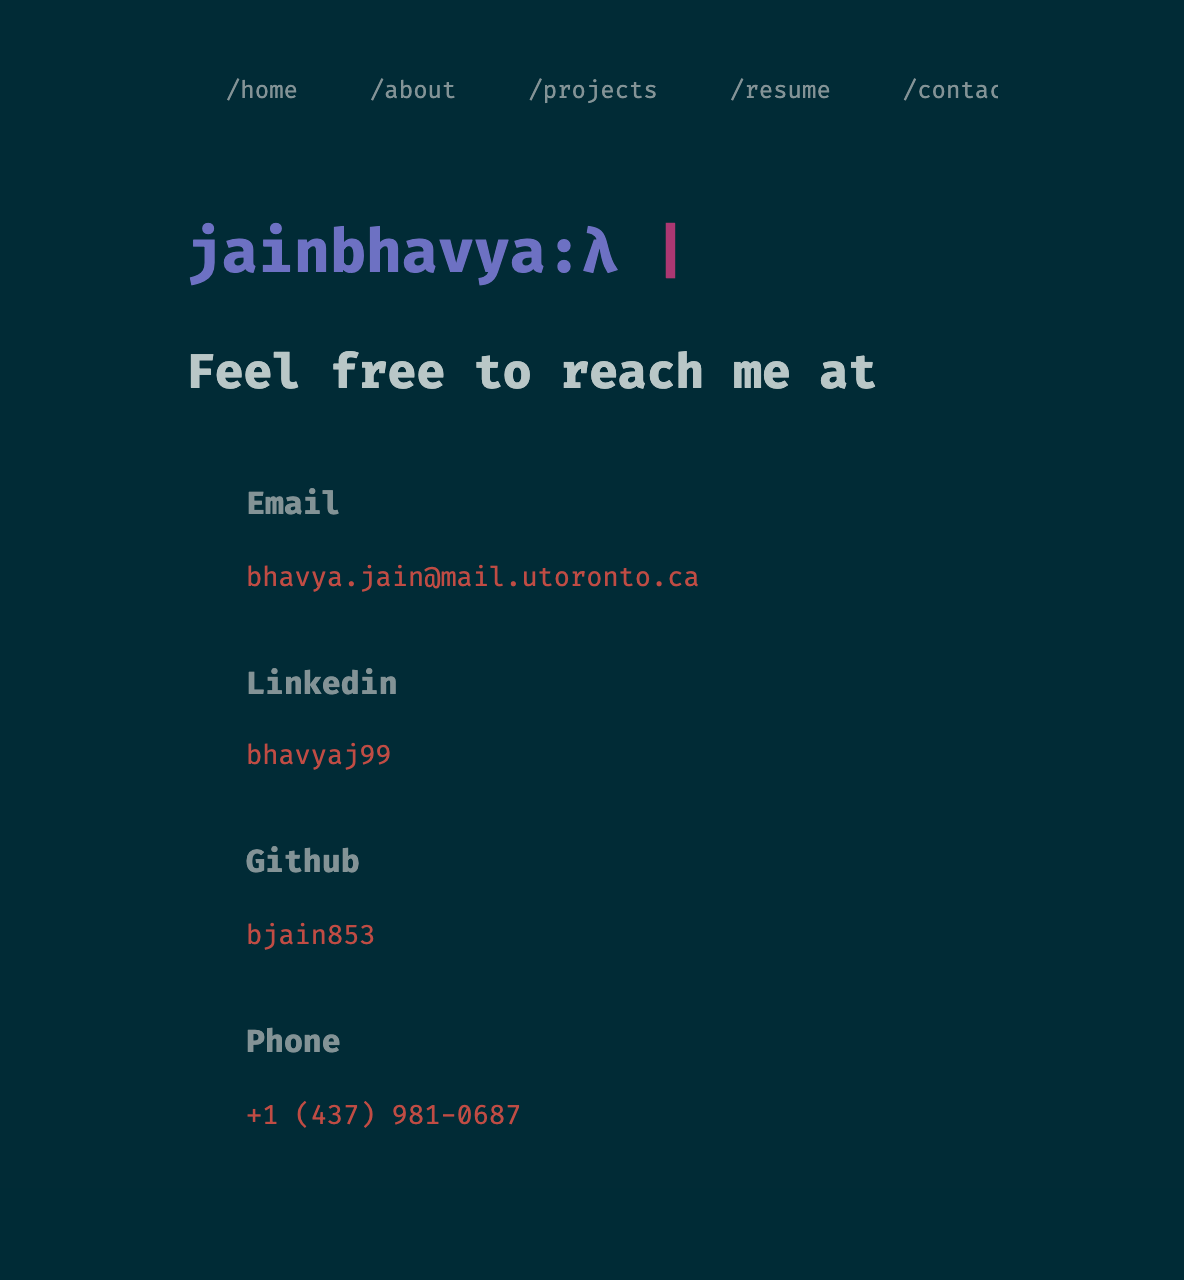 /home /about /projects /resume /contac
jainbhavya:λ |
Feel free to reach me at
Email
bhavya.jain@mail.utoronto.ca
Linkedin
bhavyaj99
Github
bjain853
Phone
+1 (437) 981-0687